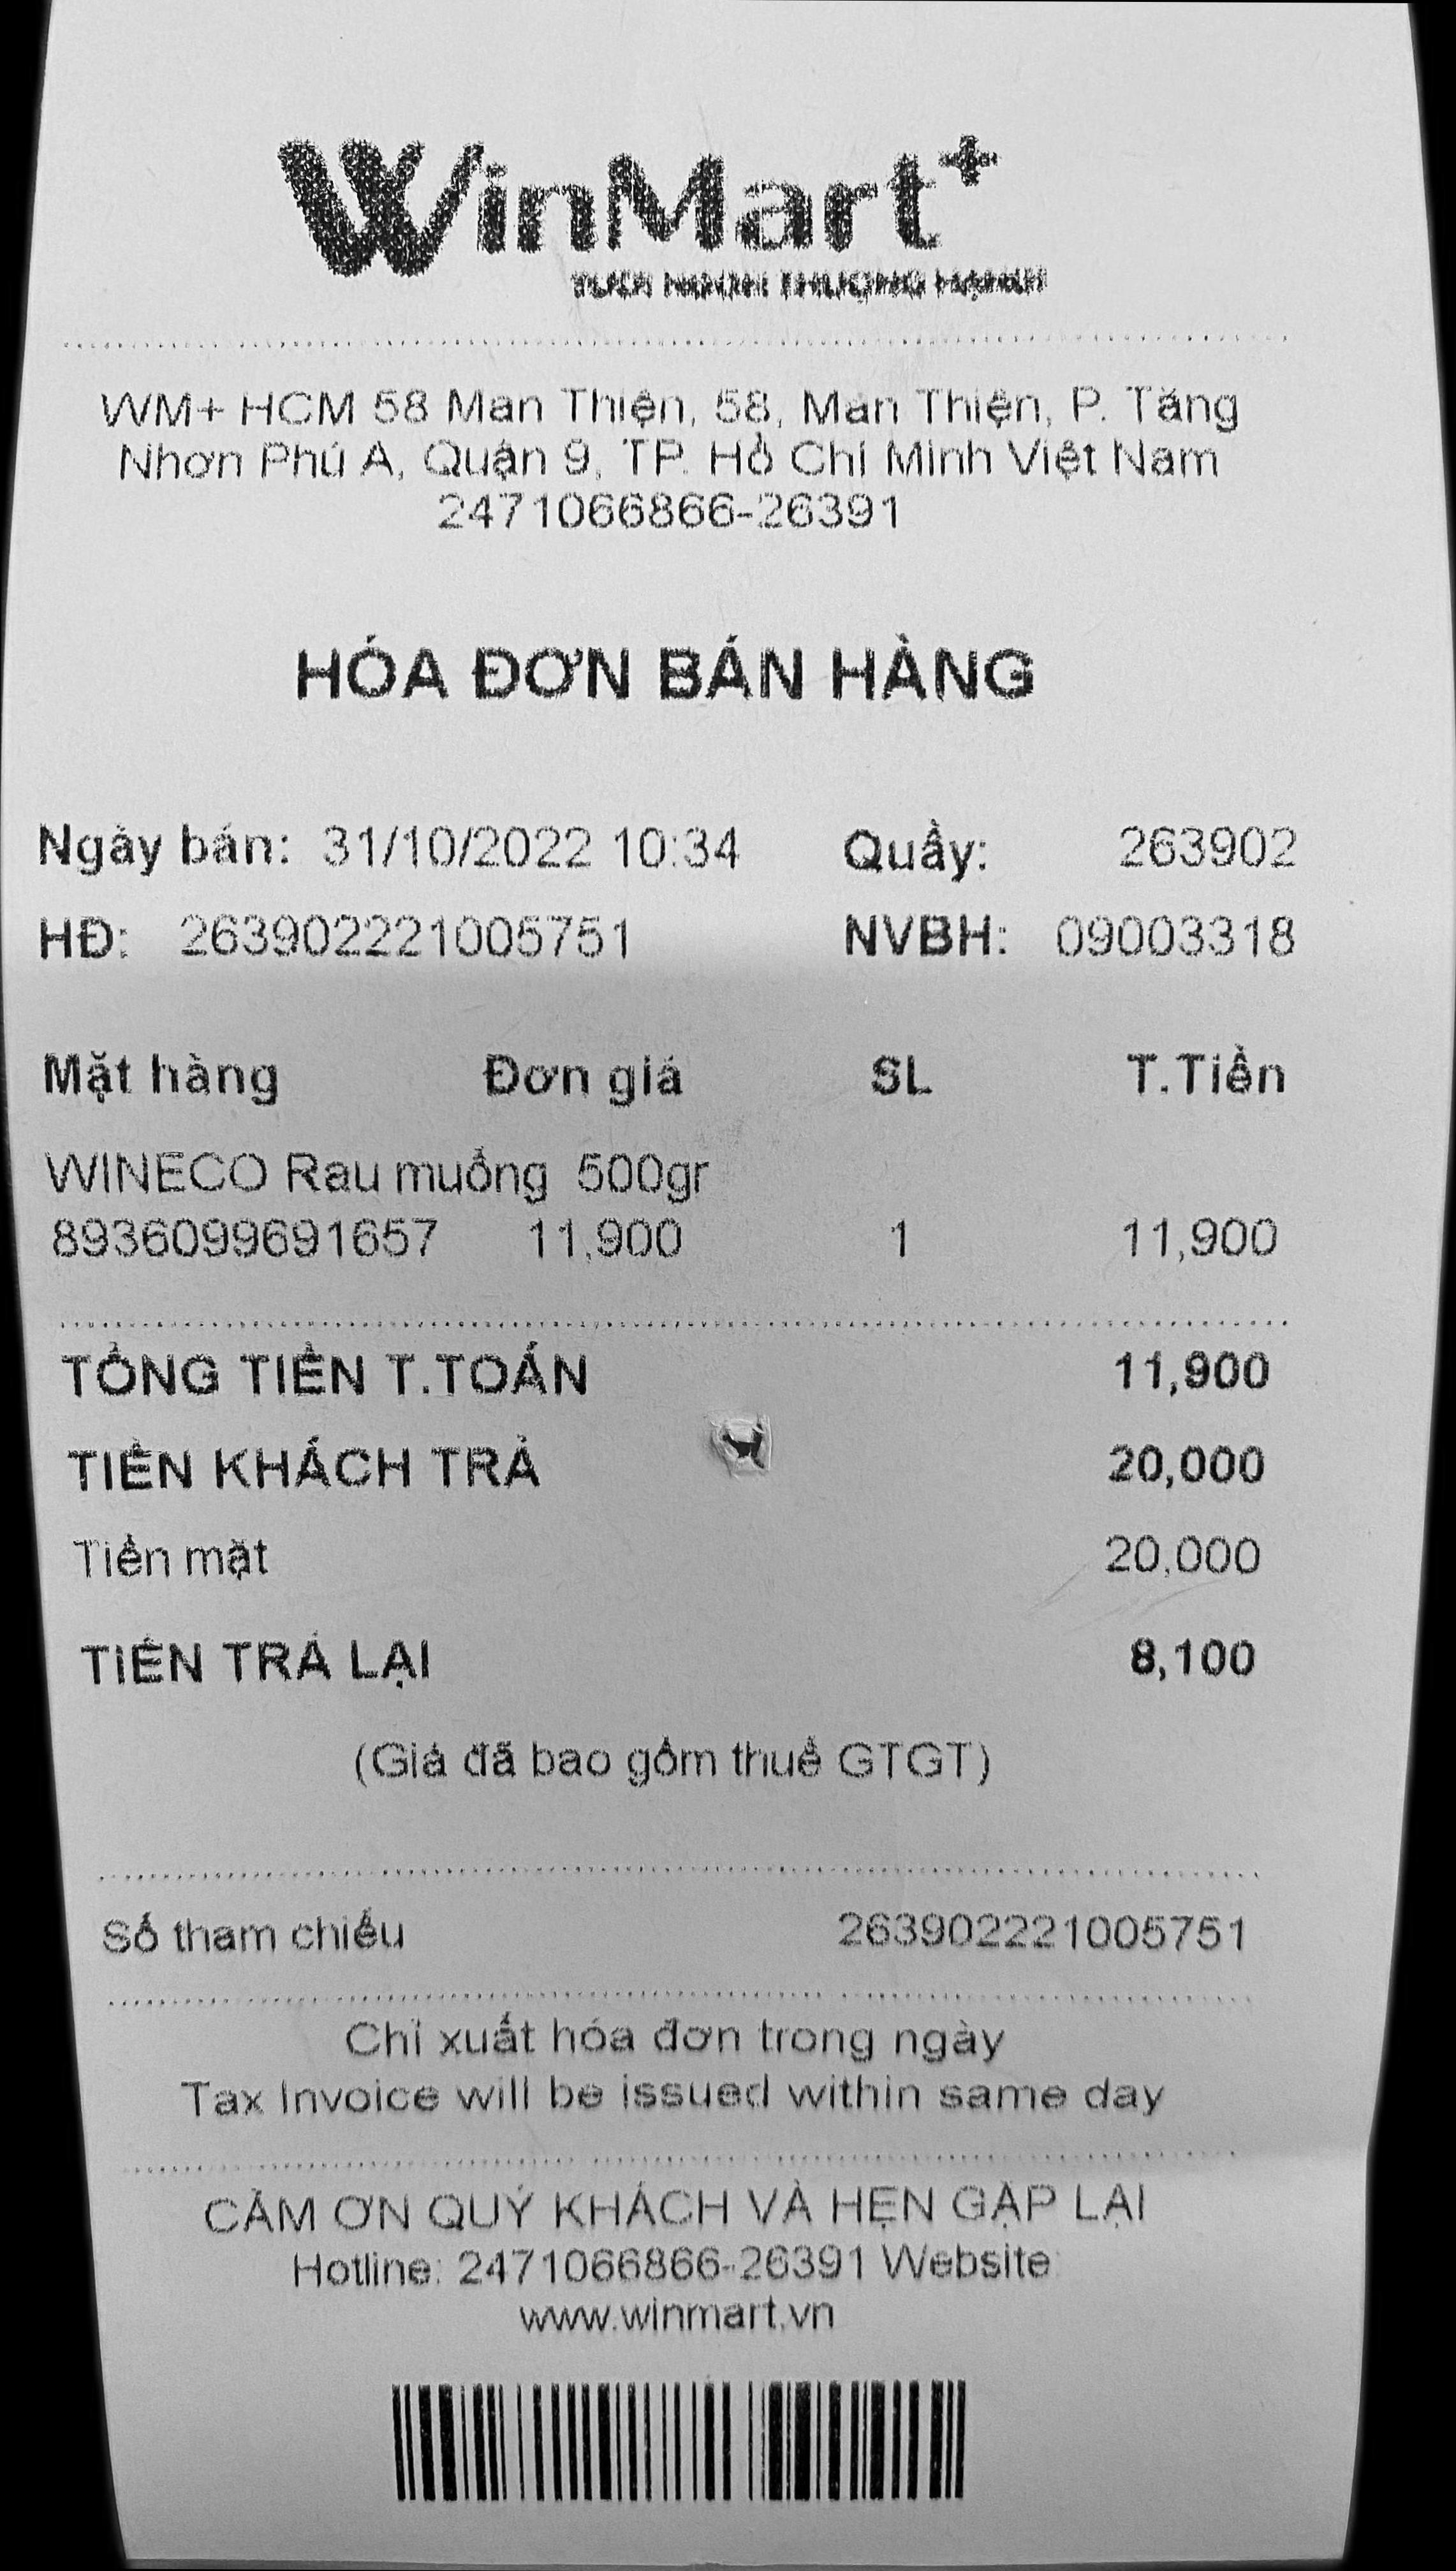 WinMart+
WM+ HCM 58 Man Thiện, 58, Man Thiện, P. Tăng
Nhơn Phú A, Quận 9, TP. Hồ Chí Minh Việt Nam
2471066866-26391
HÓA ĐƠN BÁN HÀNG
Ngày bán: 31/10/2022 10:34 Quầy: 263902
HĐ: 263902221005751 NVBH: 09003318
Mặt hàng Đơn giá SL T.Tiền
WINECO Rau muống 500gr
8936099691657 11,900 1 11,900
TỔNG TIỀN T.TOÁN 11,900
TIỀN KHÁCH TRẢ 20,000
Tiền mặt 20,000
TIỀN TRẢ LẠI 8,100
(Giá đã bao gồm thuế GTGT)
Số tham chiếu 263902221005751
Chỉ xuất hóa đơn trong ngày
Tax Invoice will be issued within same day
CẢM ƠN QUÝ KHÁCH VÀ HẸN GẶP LẠI
Hotline: 2471066866-26391 Website:
www.winmart.vn